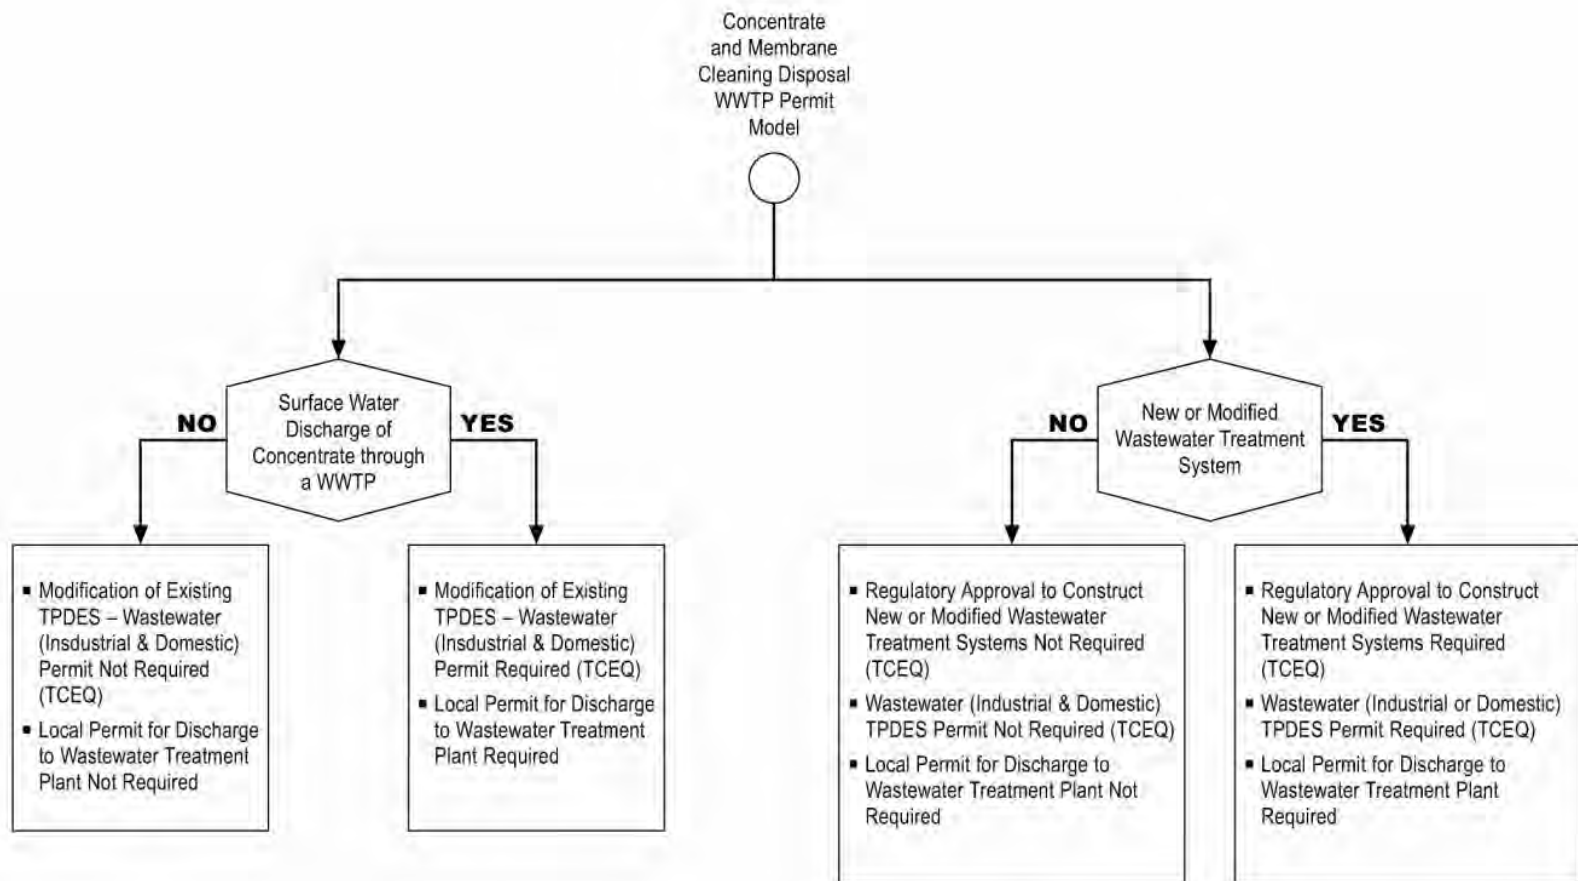 Concentrate
and Membrane
Cleaning Disposal
WWTP Permit
Model
NO
Surface Water
Discharge of
Concentrate through
a WWTP
YES
NO
New or Modified
Wastewater Treatment
System
YES
▪ Modification of Existing
TPDES – Wastewater
(Insdustrial & Domestic)
Permit Not Required
(TCEQ)
▪ Local Permit for Discharge
to Wastewater Treatment
Plant Not Required
▪ Modification of Existing
TPDES – Wastewater
(Insdustrial & Domestic)
Permit Required (TCEQ)
▪ Local Permit for Discharge
to Wastewater Treatment
Plant Required
▪ Regulatory Approval to Construct
New or Modified Wastewater
Treatment Systems Not Required
(TCEQ)
▪ Wastewater (Industrial & Domestic)
TPDES Permit Not Required (TCEQ)
▪ Local Permit for Discharge to
Wastewater Treatment Plant Not
Required
▪ Regulatory Approval to Construct
New or Modified Wastewater
Treatment Systems Required
(TCEQ)
▪ Wastewater (Industrial or Domestic)
TPDES Permit Required (TCEQ)
▪ Local Permit for Discharge to
Wastewater Treatment Plant
Required